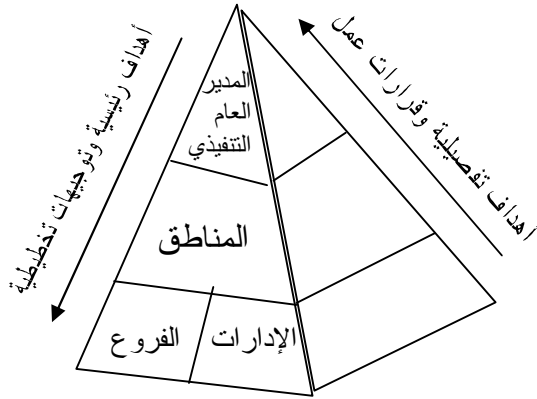 أهداف تفصيلية وقرارات عمل
أهداف رئيسية وتوجيهات تخطيطية
المدير
العام
التنفيذي
المناطق
الإدارات
الفروع